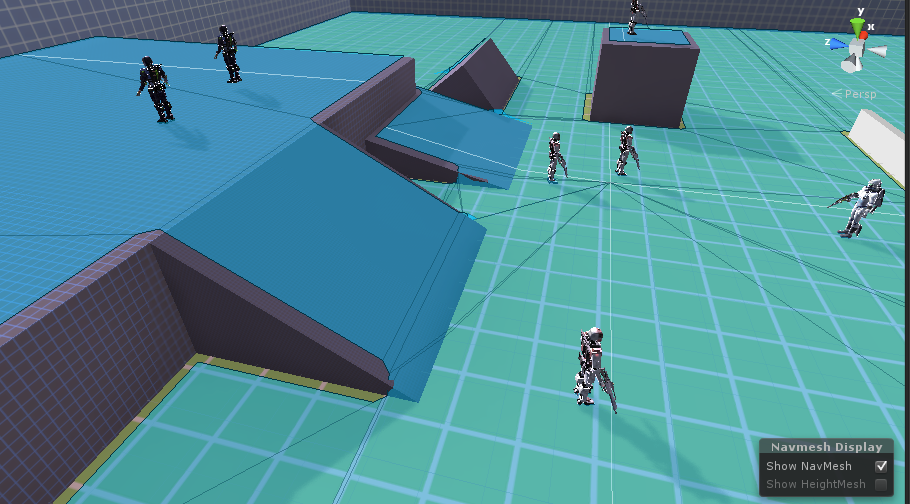 y
x
z
< Persp
Navmesh Display
Show NavMesh
Show HeightMesh